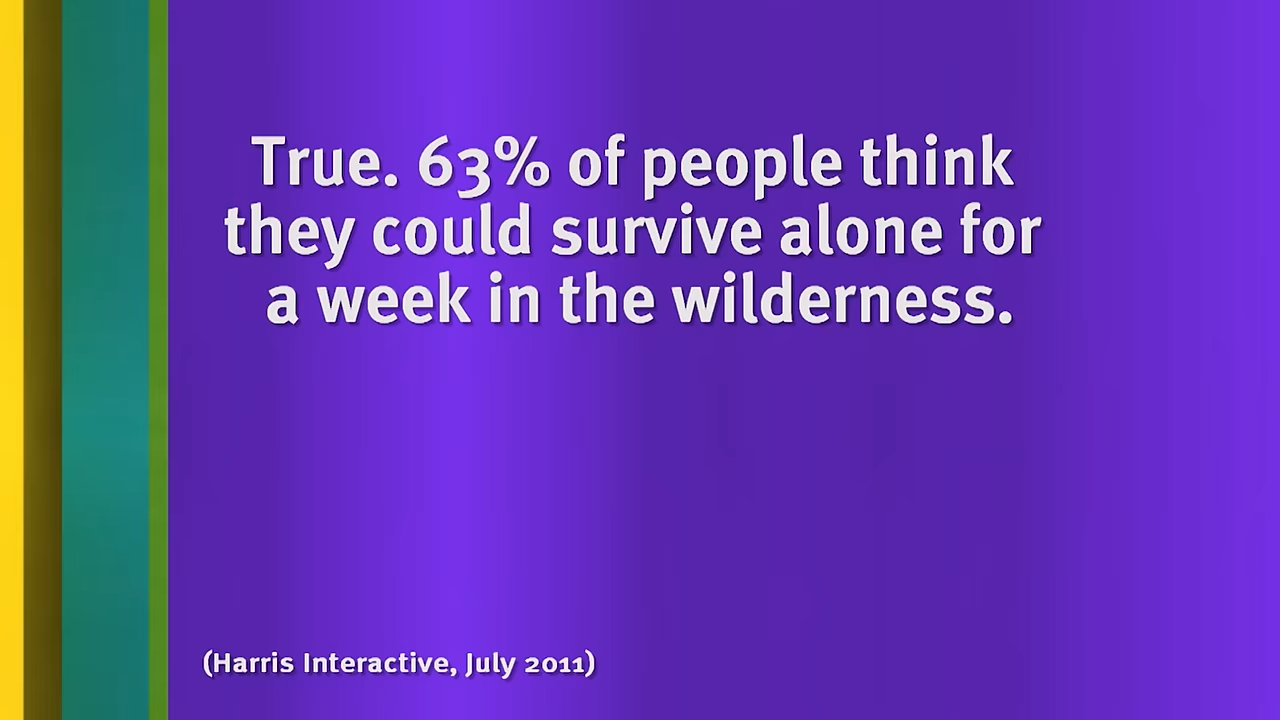 True. 63% of people think
they could survive alone for
a week in the wilderness.
(Harris Interactive, July 2011)